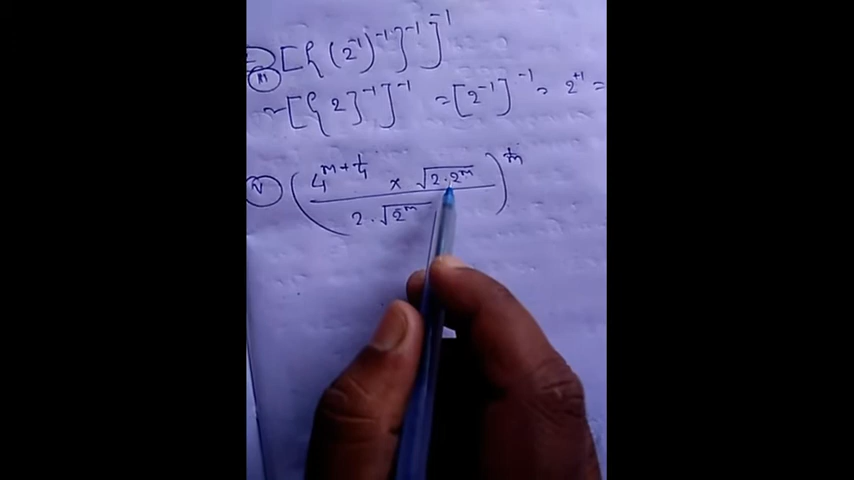 [{(2⁻¹)⁻¹}⁻¹]⁻¹
= [{2}⁻¹]⁻¹ = [2⁻¹]⁻¹ = 2⁺¹ =
V (4^(m+1/4) × √(2·2^m) / 2·√(2^m))^(1/m)